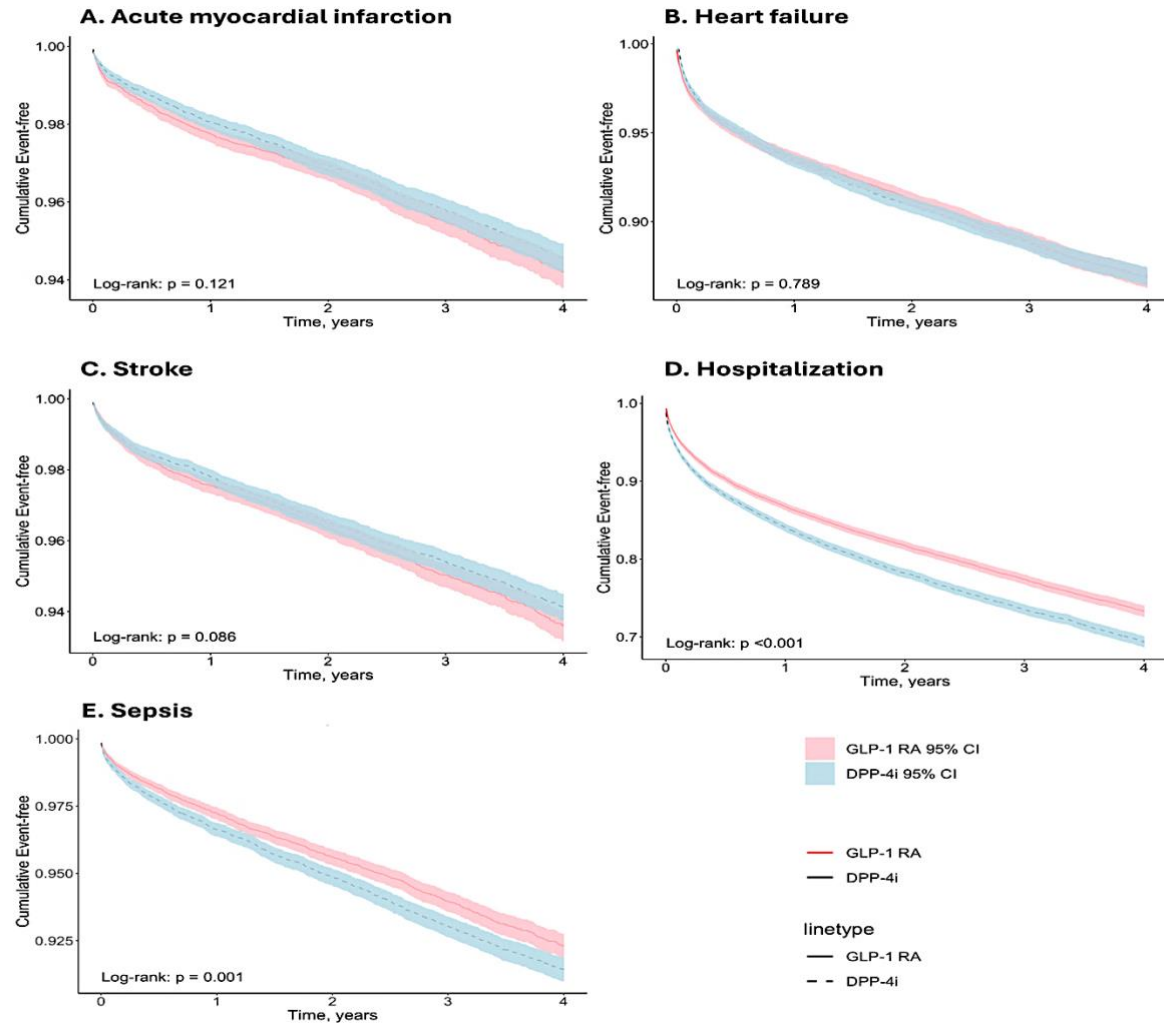 A. Acute myocardial infarction
Cumulative Event-free
1.00
0.98
0.96
0.94
Log-rank: p = 0.121
0 1 2 3 4
Time, years
B. Heart failure
Cumulative Event-free
1.00
0.95
0.90
Log-rank: p = 0.789
0 1 2 3 4
Time, years
C. Stroke
Cumulative Event-free
1.00
0.98
0.96
0.94
Log-rank: p = 0.086
0 1 2 3 4
Time, years
D. Hospitalization
Cumulative Event-free
1.0
0.9
0.8
0.7
Log-rank: p <0.001
0 1 2 3 4
Time, years
E. Sepsis
Cumulative Event-free
1.000
0.975
0.950
0.925
Log-rank: p = 0.001
0 1 2 3 4
Time, years
GLP-1 RA 95% CI
DPP-4i 95% CI
GLP-1 RA
DPP-4i
linetype
GLP-1 RA
DPP-4i